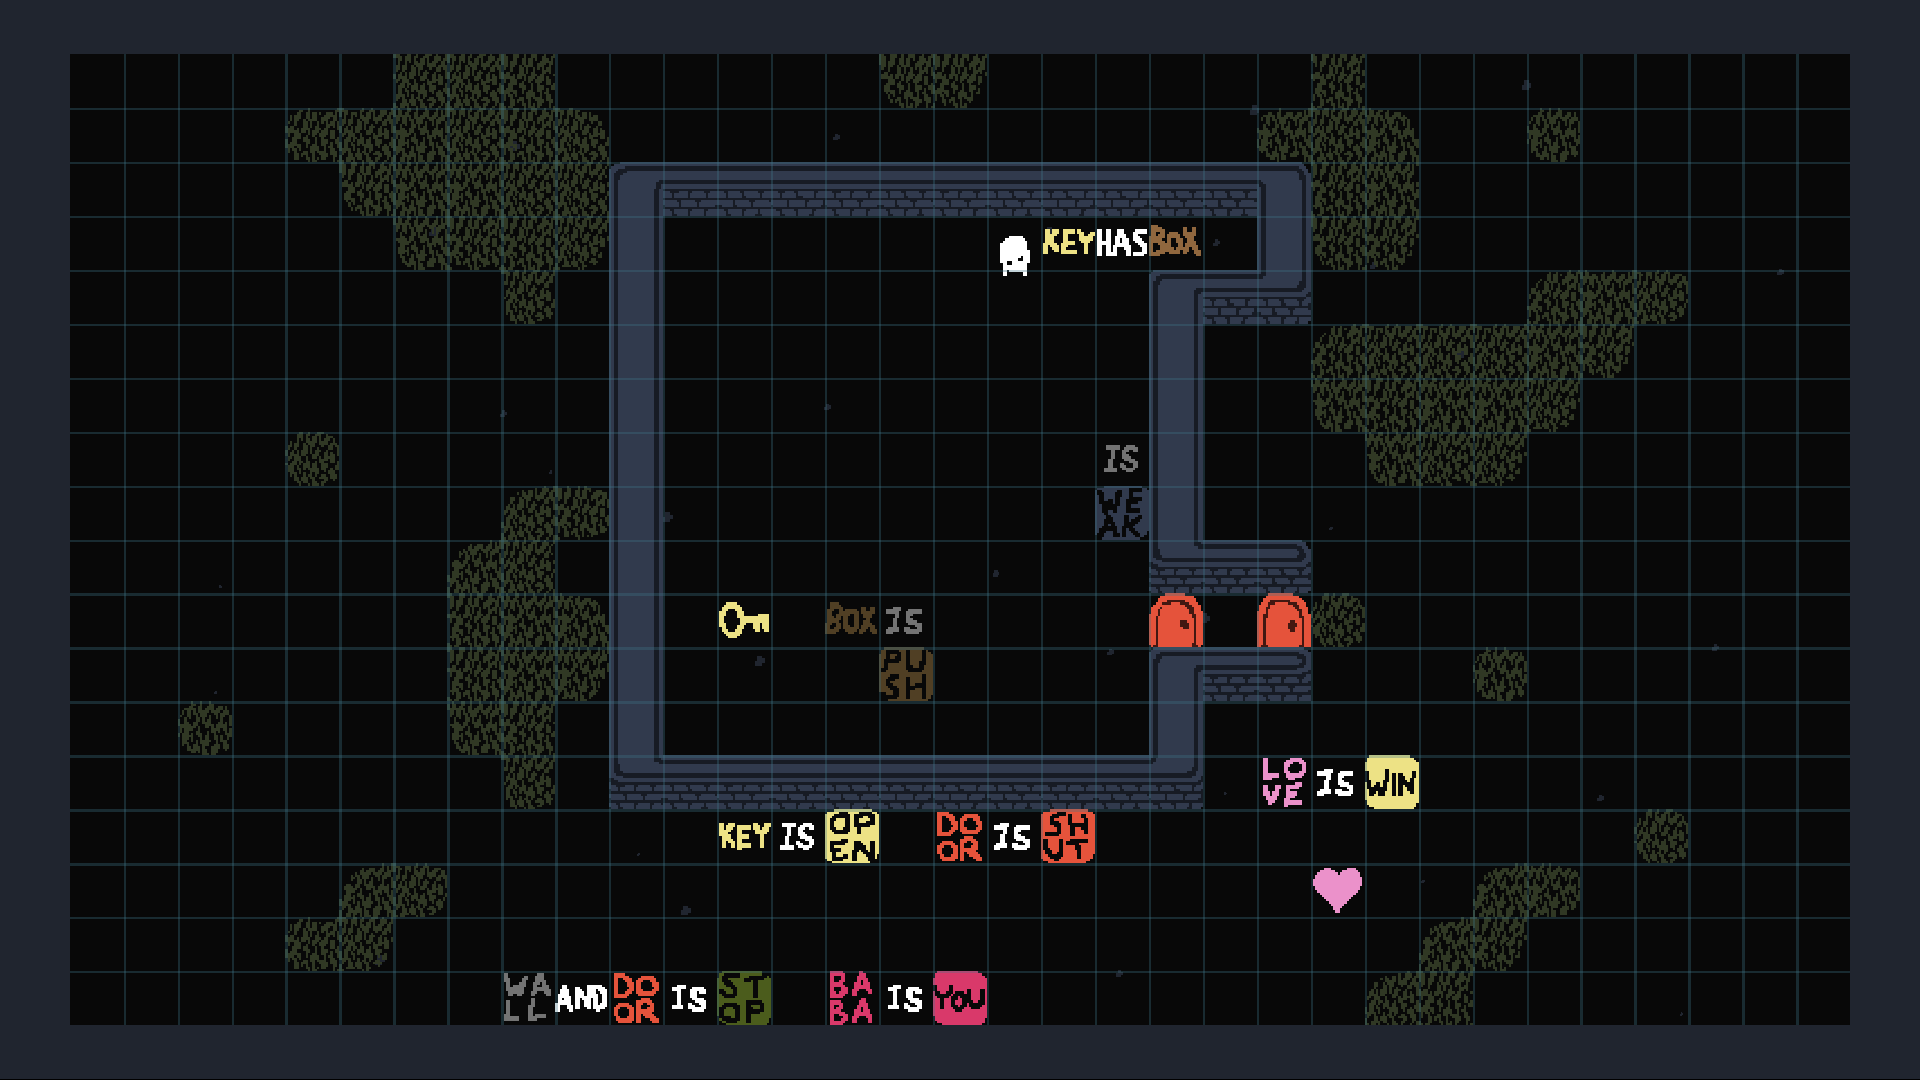 KEY HAS BOX
IS
WEAK
BOX IS
PUSH
LOVE IS WIN
KEY IS OPEN DOOR IS SHUT
WALL AND DOOR IS STOP BABA IS YOU